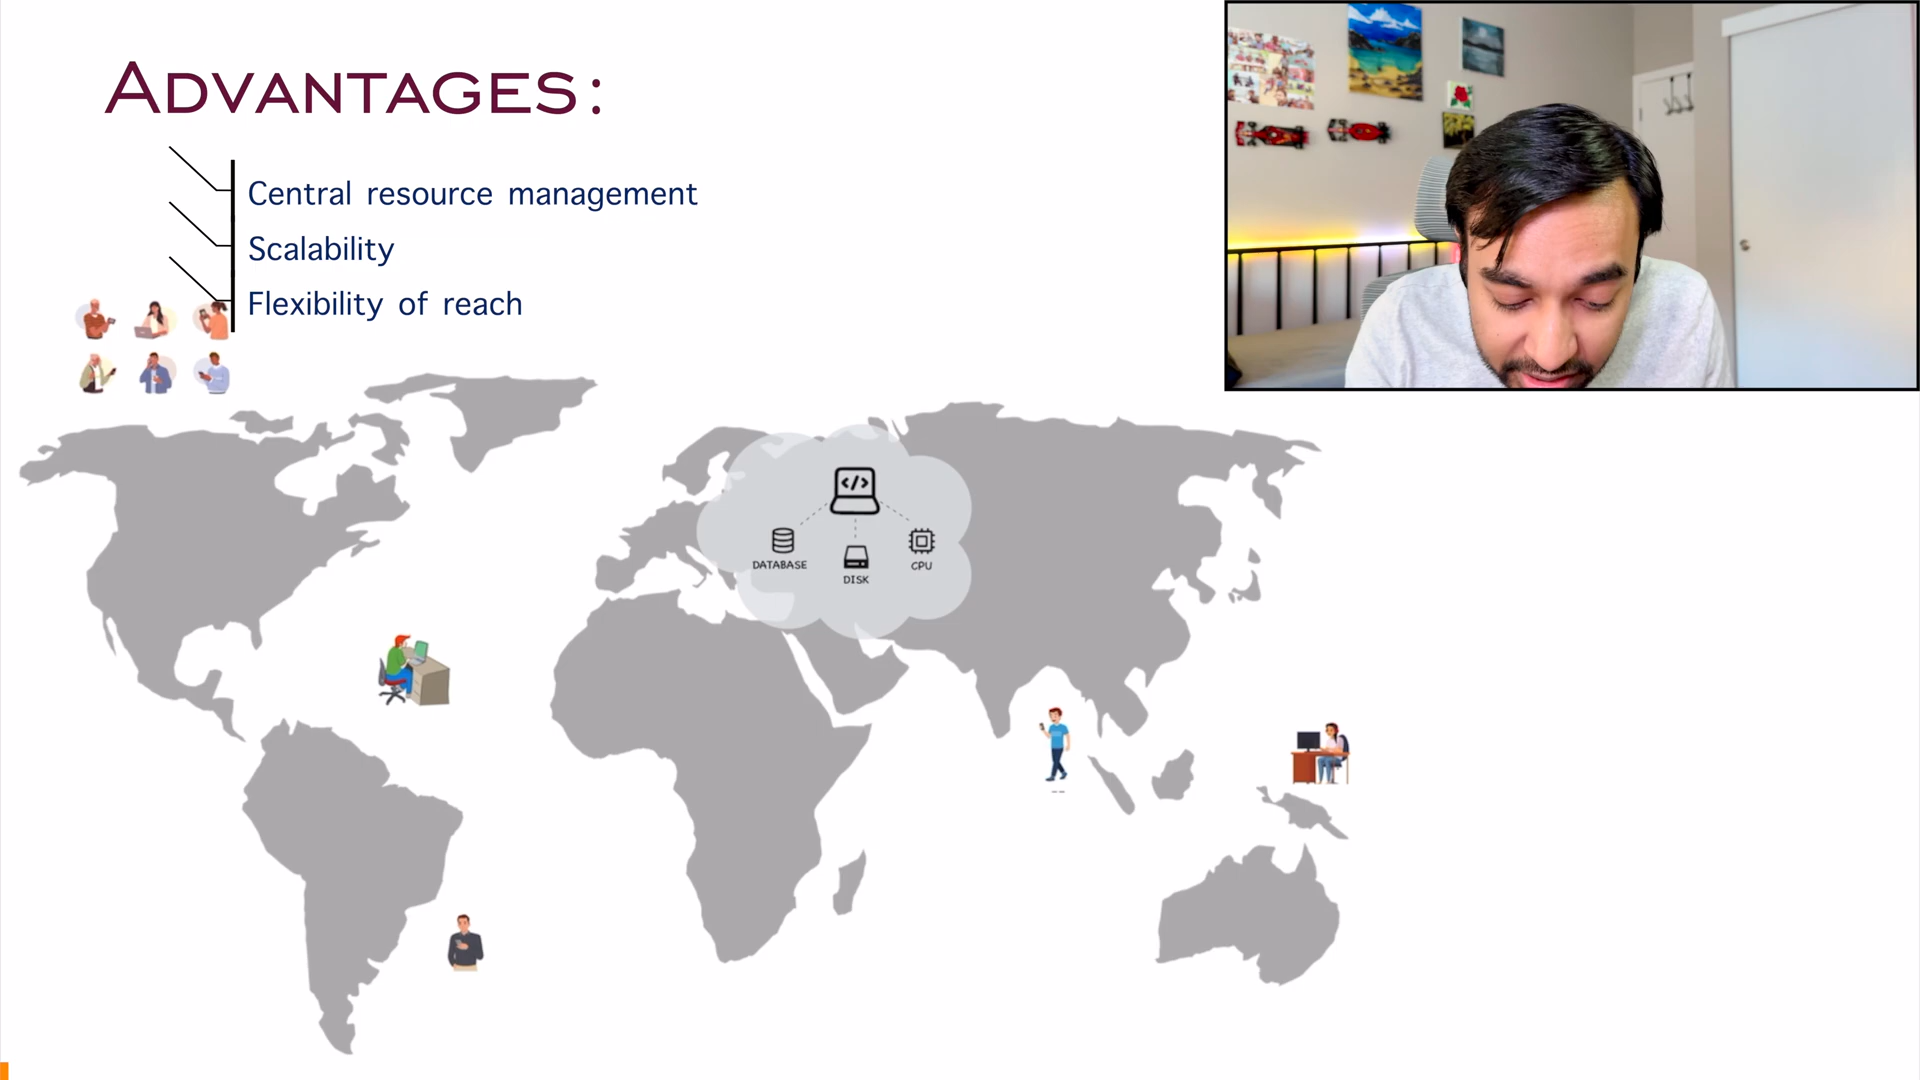 ADVANTAGES:
Central resource management
Scalability
Flexibility of reach
</>
DATABASE
DISK
CPU